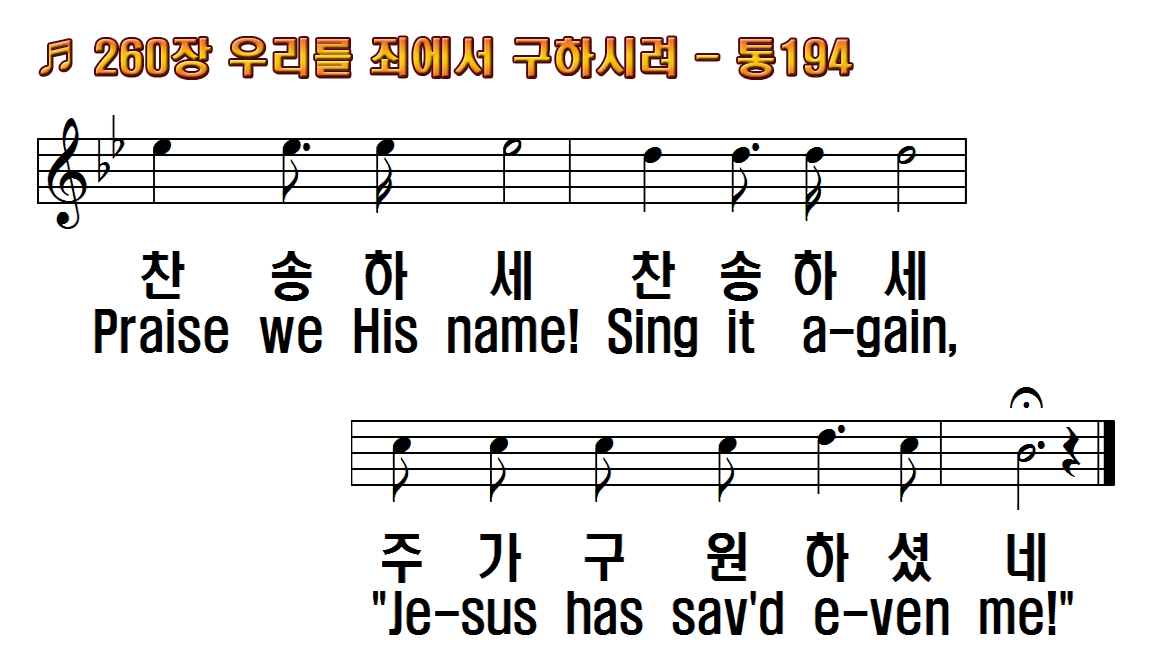 ♬ 260장 우리를 죄에서 구하시려 - 통194
찬 송 하 세 찬 송 하 세
Praise we His name! Sing it a-gain,
주 가 구 원 하 셨 네
"Je-sus has sav'd e-ven me!"